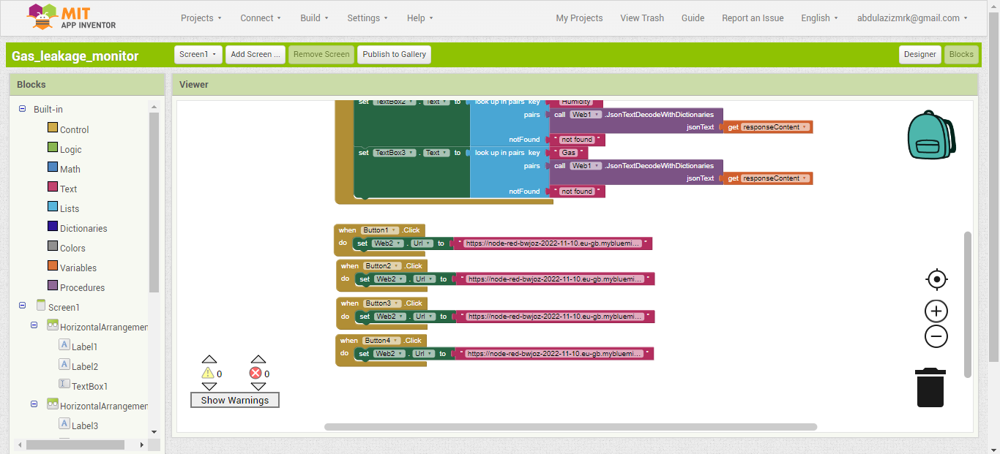 MIT
APP INVENTOR
Projects Connect Build Settings Help My Projects View Trash Guide Report an Issue English abdulazizmrk@gmail.com
Gas_leakage_monitor Screen1 Add Screen ... Remove Screen Publish to Gallery Designer Blocks
Blocks
Built-in
Control
Logic
Math
Text
Lists
Dictionaries
Colors
Variables
Procedures
Screen1
HorizontalArrangemen
A Label1
A Label2
TextBox1
HorizontalArrangemen
A Label3
Viewer
set TextBox2 . Text to look up in pairs key " Humidity "
pairs call Web1 .JsonTextDecodeWithDictionaries
jsonText get responseContent
notFound " not found "
set TextBox3 . Text to look up in pairs key " Gas "
pairs call Web1 .JsonTextDecodeWithDictionaries
jsonText get responseContent
notFound " not found "
when Button1 .Click
do set Web2 . Url to " https://node-red-bwjoz-2022-11-10.eu-gb.mybluemi... "
when Button2 .Click
do set Web2 . Url to " https://node-red-bwjoz-2022-11-10.eu-gb.mybluemi... "
when Button3 .Click
do set Web2 . Url to " https://node-red-bwjoz-2022-11-10.eu-gb.mybluemi... "
when Button4 .Click
do set Web2 . Url to " https://node-red-bwjoz-2022-11-10.eu-gb.mybluemi... "
0 0
Show Warnings